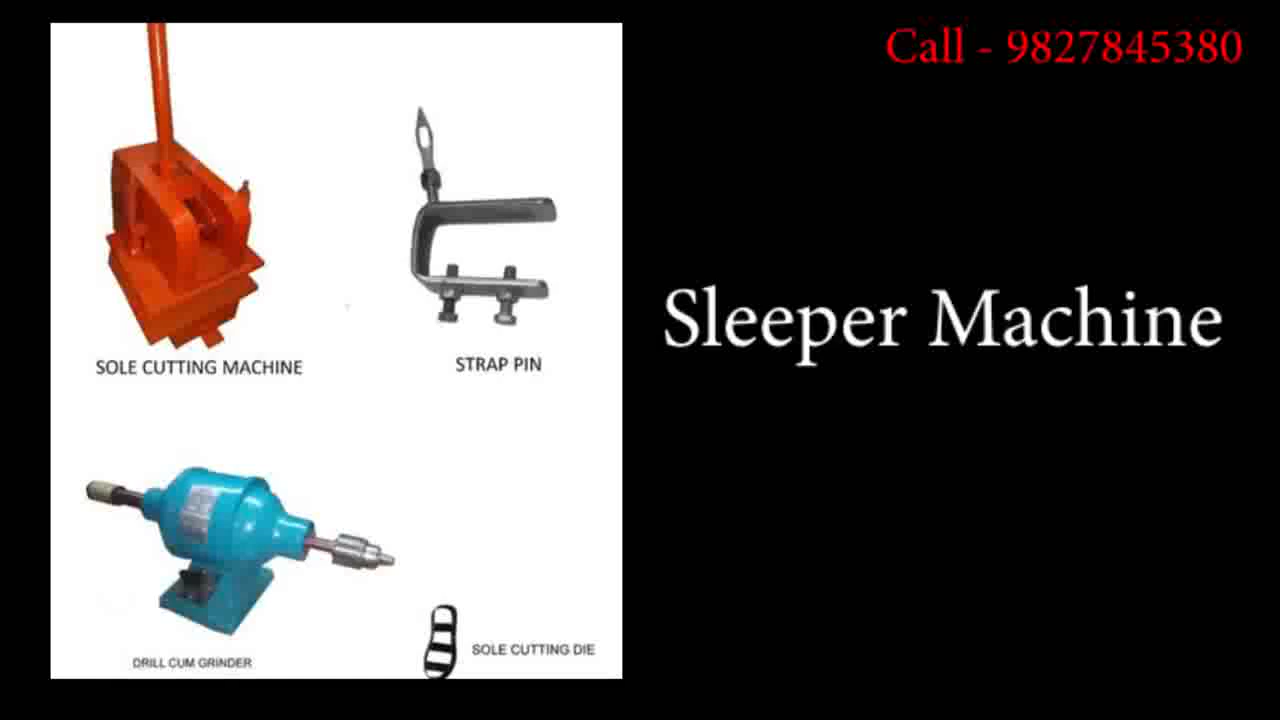 Call - 9827845380
SOLE CUTTING MACHINE
STRAP PIN
Sleeper Machine
DRILL CUM GRINDER
SOLE CUTTING DIE